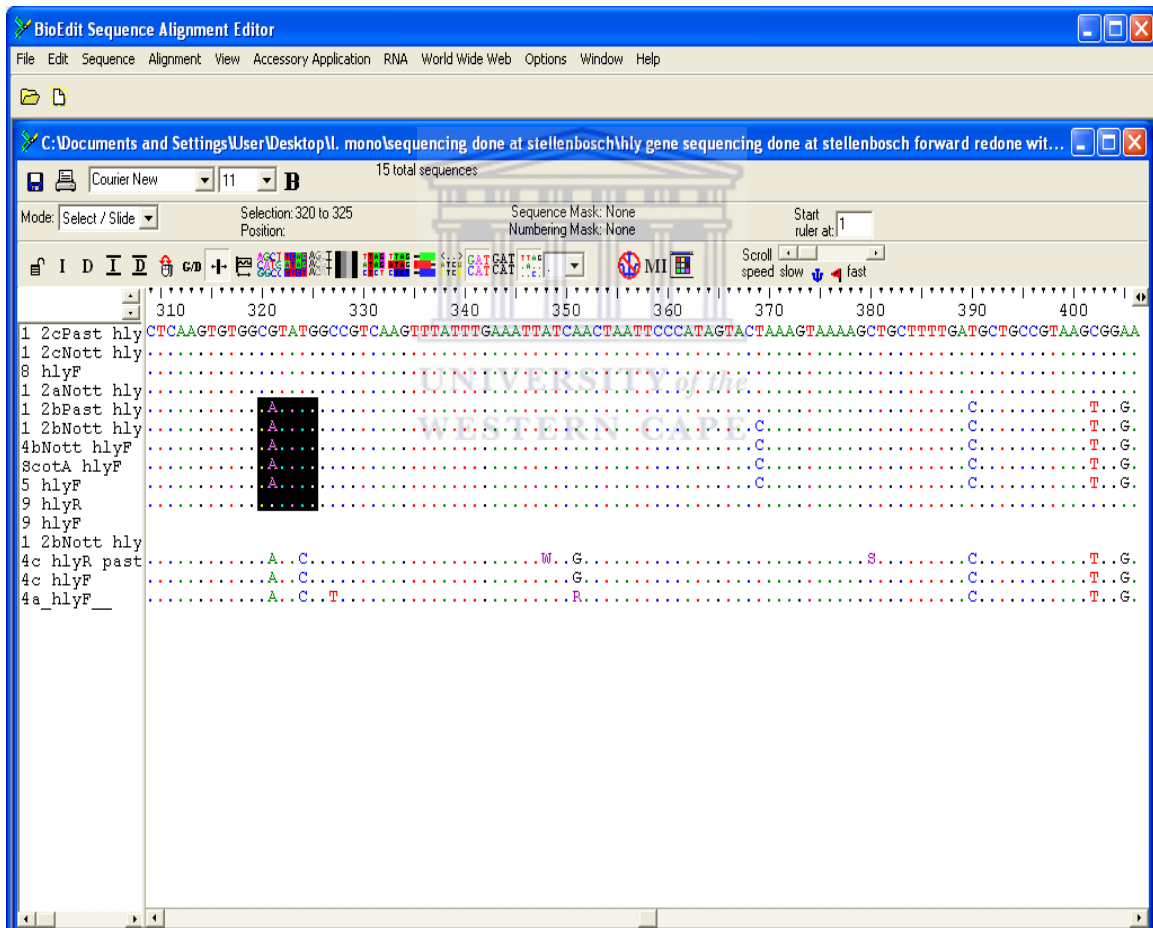 BioEdit Sequence Alignment Editor
File Edit Sequence Alignment View Accessory Application RNA World Wide Web Options Window Help
C:\Documents and Settings\User\Desktop\l. mono\sequencing done at stellenbosch\hly gene sequencing done at stellenbosch forward redone wit...
Courier New 11 B 15 total sequences
Mode: Select / Slide Selection: 320 to 325 Sequence Mask: None Start
Position: Numbering Mask: None ruler at: 1
I D I D G/D GAT GAT MI Scroll
CAT CAT speed slow fast
310 320 330 340 350 360 370 380 390 400
1 2cPast hly CTCAAGTGTGGCGTATGGCCGTCAAGTTTATTTGAAATTATCAACTAATTCCCATAGTACTAAAGTAAAAGCTGCTTTTGATGCTGCCGTAAGCGGAA
1 2cNott hly ..................................................................................................
8 hlyF ..................................................................................................
1 2aNott hly ..................................................................................................
1 2bPast hly ............A.....................................................................C...........T..G.
1 2bNott hly ............A................................................C....................C...........T..G.
4bNott hlyF ............A................................................C....................C...........T..G.
ScotA hlyF ............A................................................C....................C...........T..G.
5 hlyF ............A................................................C....................C...........T..G.
9 hlyR ..................................................................................................
9 hlyF
1 2bNott hly
4c hlyR past ............A..C.......................W..G............................S.........C...........T..G.
4c hlyF ............A..C..........................G.......................................C...........T..G.
4a_hlyF__ ............A..C..T.......................R.......................................C...........T..G.
UNIVERSITY of the
WESTERN CAPE